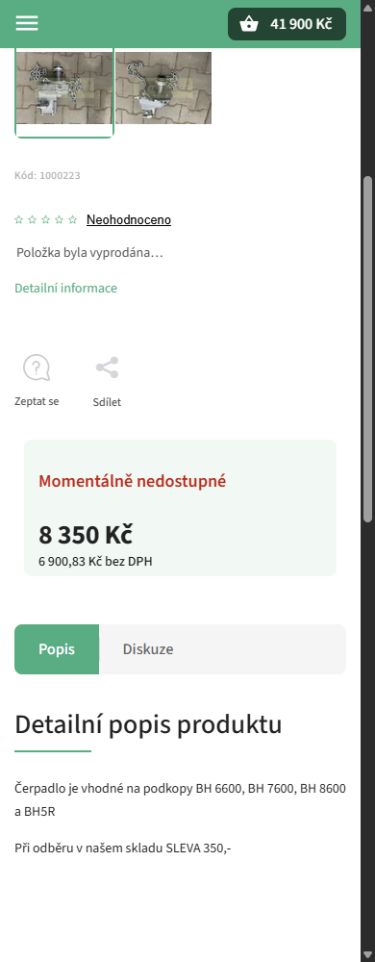 41 900 Kč
Kód: 1000223
Neohodnoceno
Položka byla vyprodána…
Detailní informace
Zeptat se
Sdílet
Momentálně nedostupné
8 350 Kč
6 900,83 Kč bez DPH
Popis
Diskuze
Detailní popis produktu
Čerpadlo je vhodné na podkopy BH 6600, BH 7600, BH 8600
a BH5R
Při odběru v našem skladu SLEVA 350,-